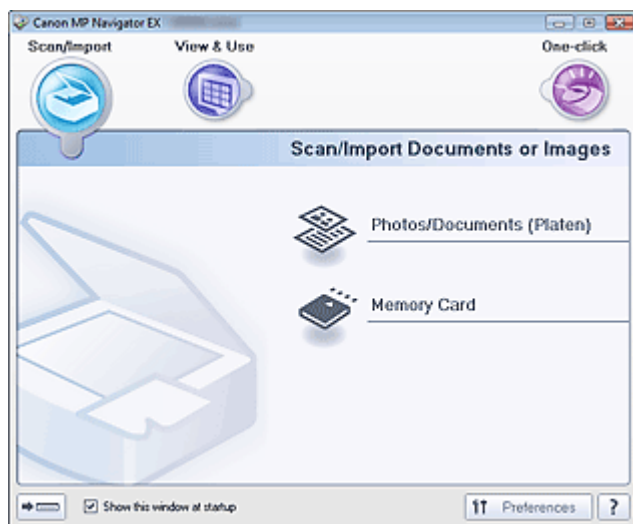 Canon MP Navigator EX
Scan/Import
View & Use
One-click
Scan/Import Documents or Images
Photos/Documents (Platen)
Memory Card
Show this window at startup
Preferences
?